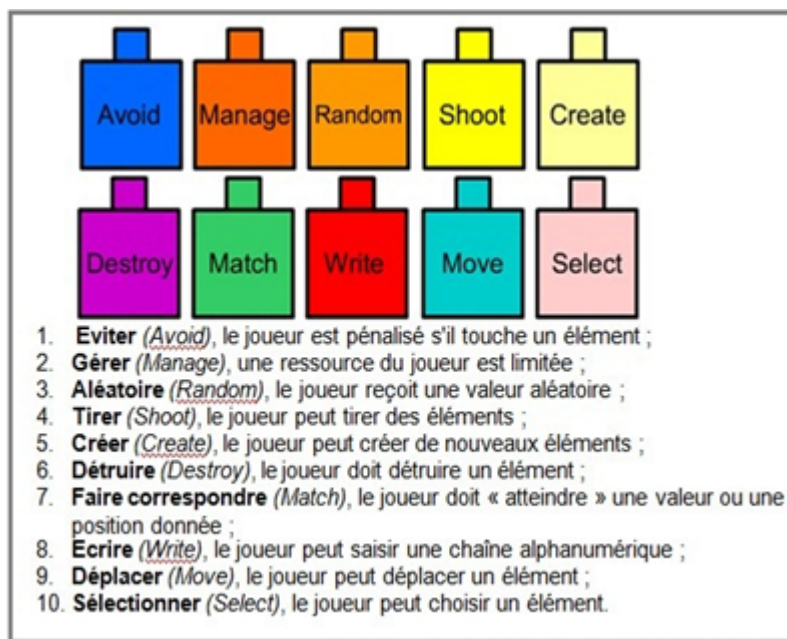 Avoid
Manage
Random
Shoot
Create
Destroy
Match
Write
Move
Select
1. Eviter (Avoid), le joueur est pénalisé s'il touche un élément ;
2. Gérer (Manage), une ressource du joueur est limitée ;
3. Aléatoire (Random), le joueur reçoit une valeur aléatoire ;
4. Tirer (Shoot), le joueur peut tirer des éléments ;
5. Créer (Create), le joueur peut créer de nouveaux éléments ;
6. Détruire (Destroy), le joueur doit détruire un élément ;
7. Faire correspondre (Match), le joueur doit « atteindre » une valeur ou une
position donnée ;
8. Ecrire (Write), le joueur peut saisir une chaîne alphanumérique ;
9. Déplacer (Move), le joueur peut déplacer un élément ;
10. Sélectionner (Select), le joueur peut choisir un élément.